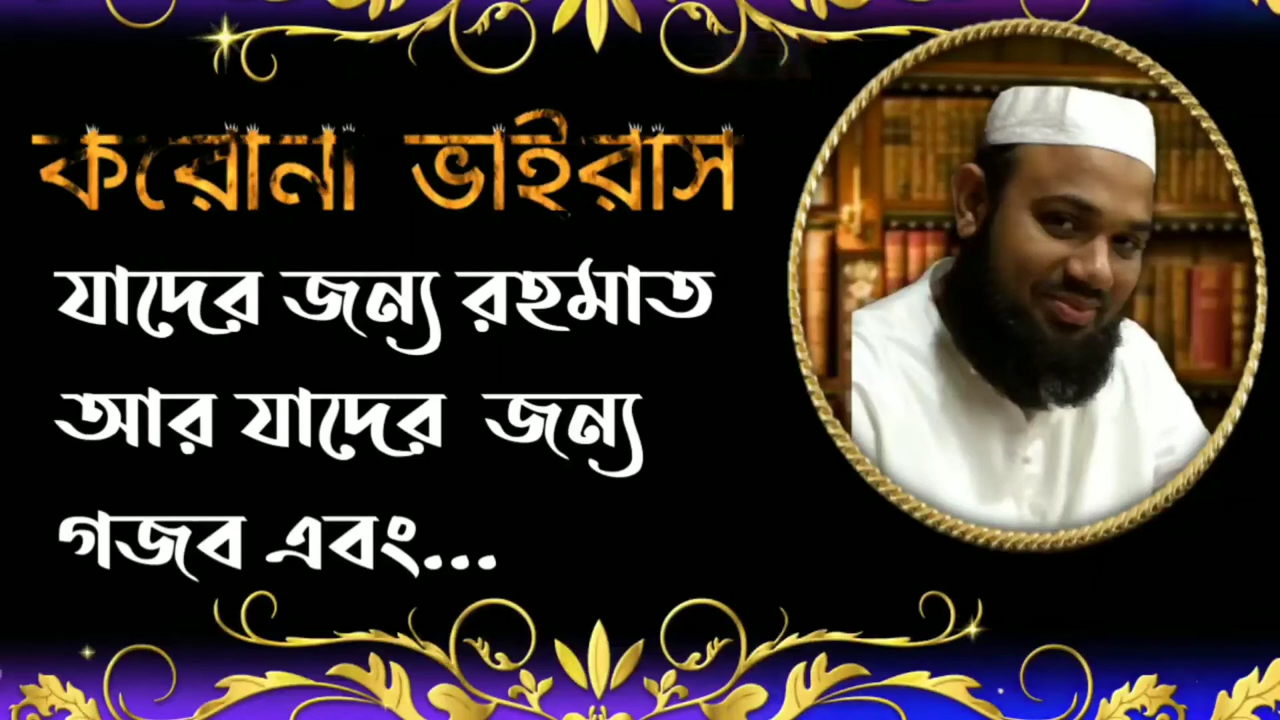 করোনা ভাইরাস
যাদের জন্য রহমাত
আর যাদের জন্য
গজব এবং...